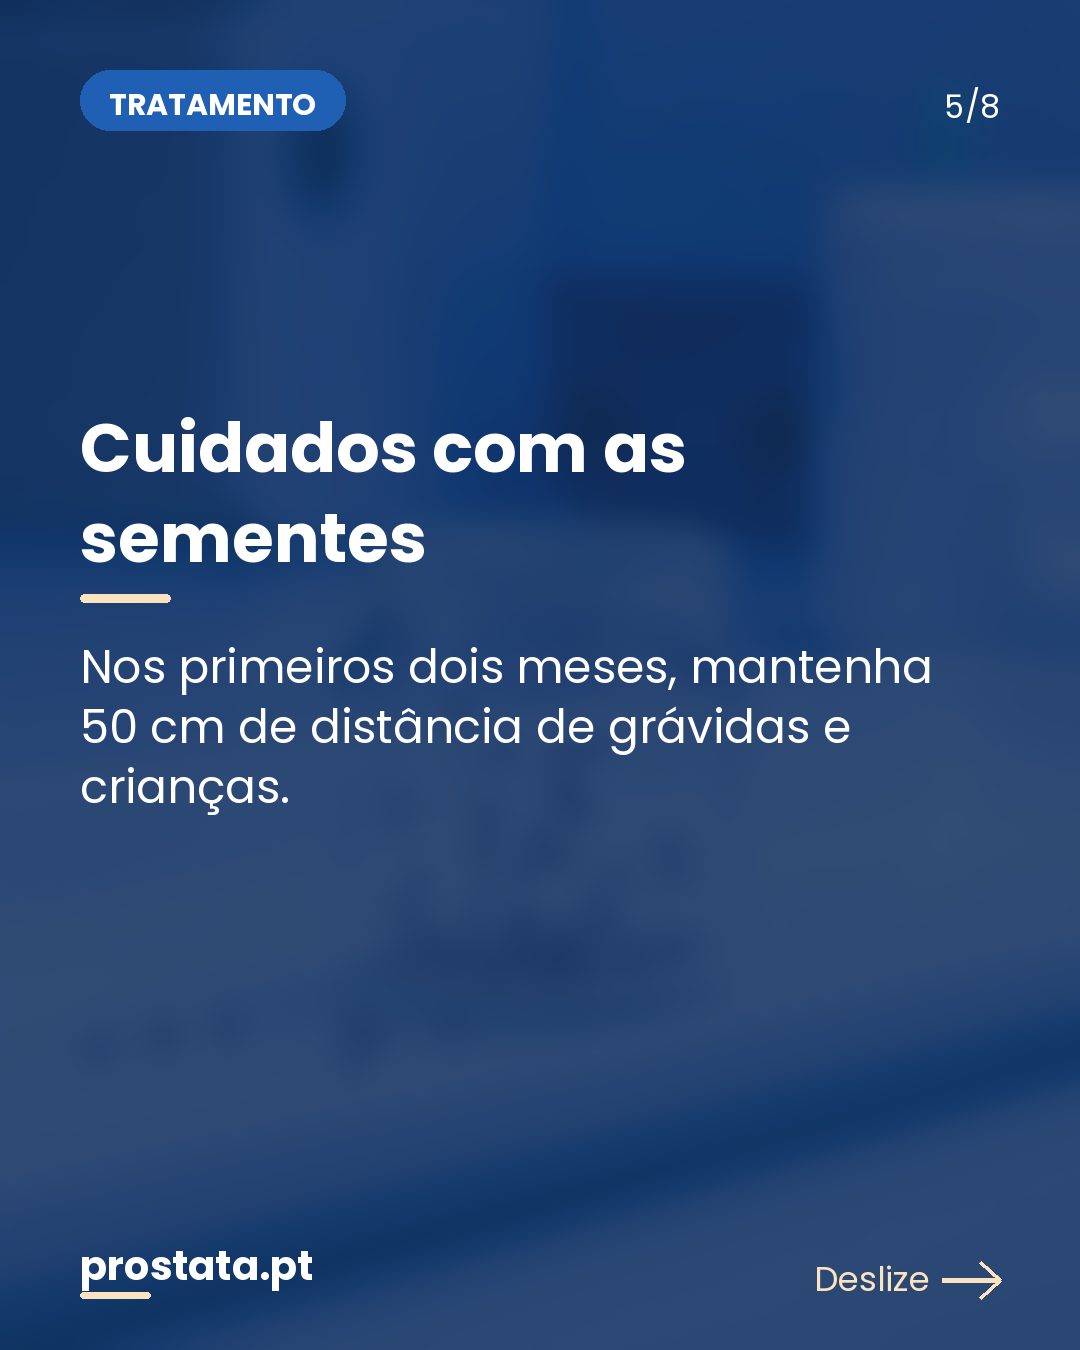 TRATAMENTO
5/8
Cuidados com as
sementes
Nos primeiros dois meses, mantenha
50 cm de distância de grávidas e
crianças.
prostata.pt
Deslize